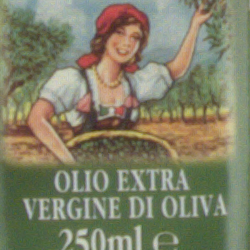 OLIO EXTRA
VERGINE DI OLIVA
250ml ℮